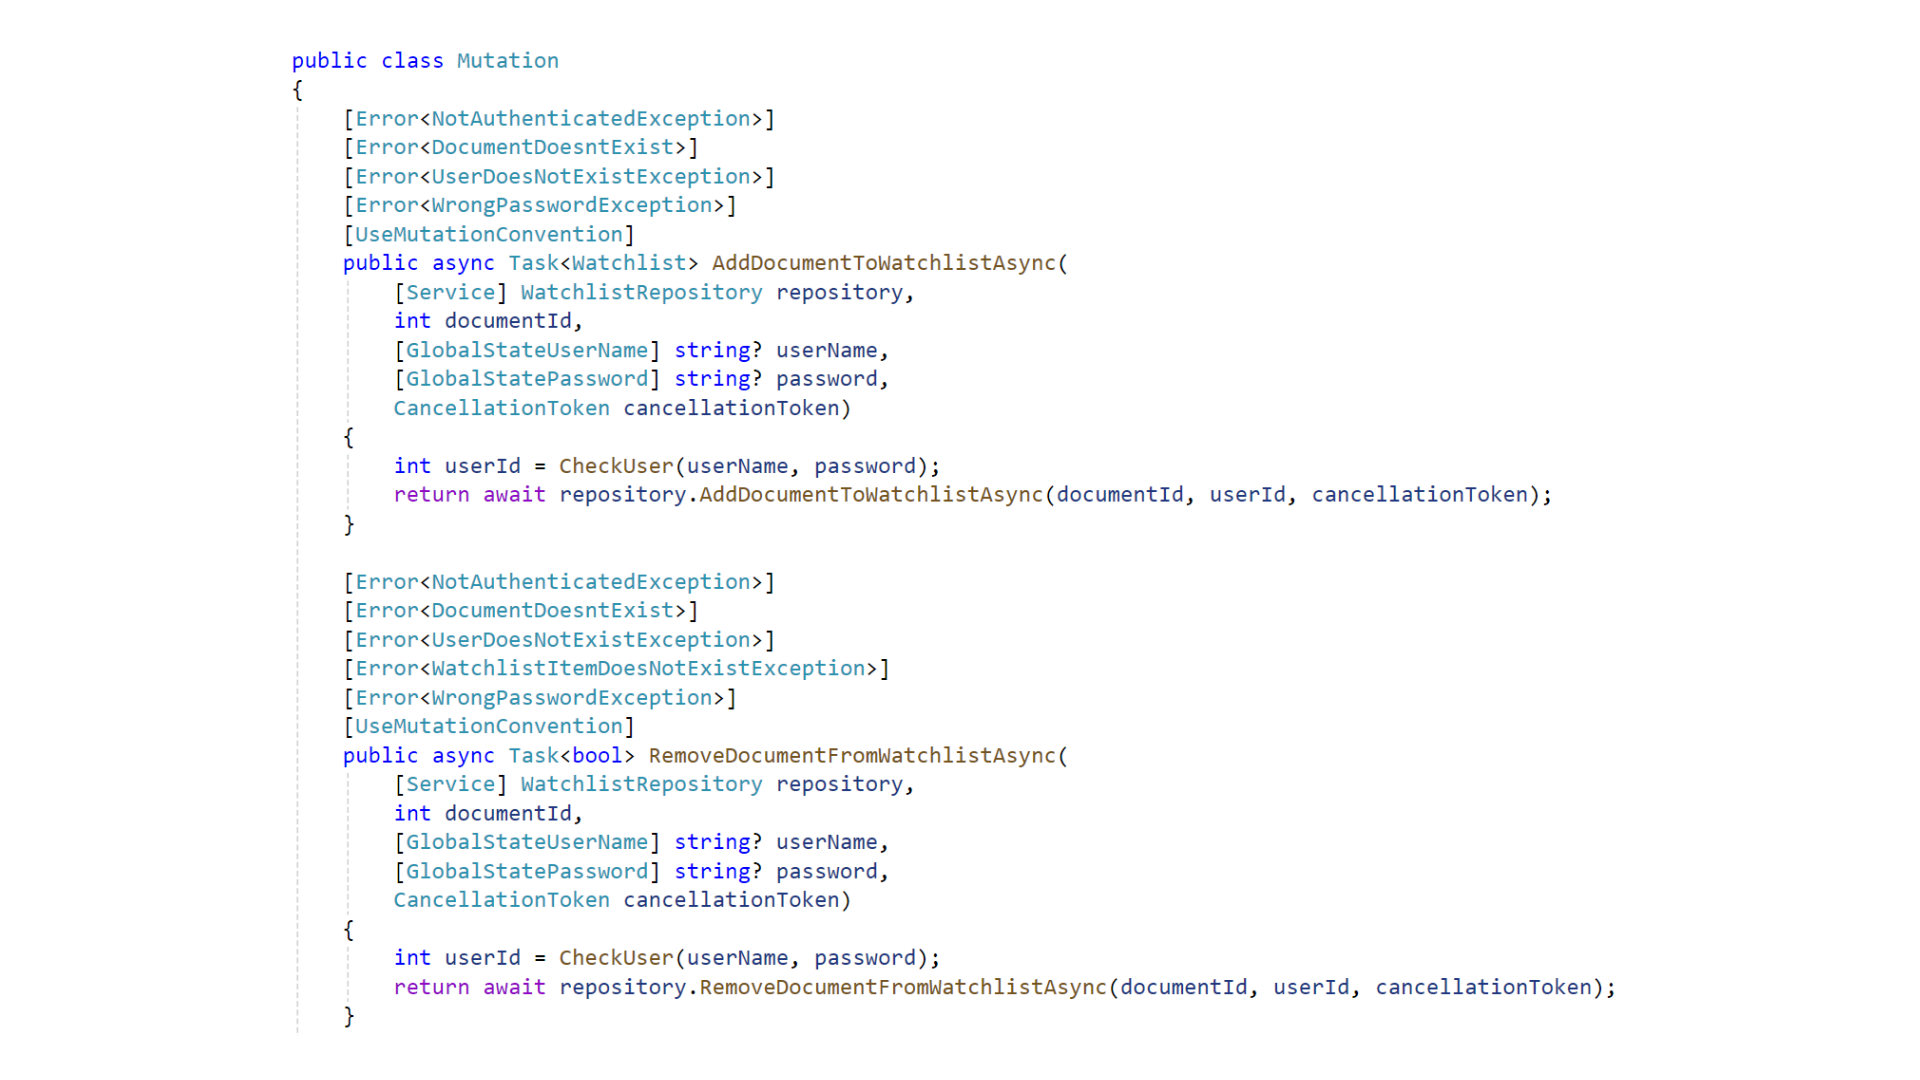 public class Mutation
{
[Error<NotAuthenticatedException>]
[Error<DocumentDoesntExist>]
[Error<UserDoesNotExistException>]
[Error<WrongPasswordException>]
[UseMutationConvention]
public async Task<Watchlist> AddDocumentToWatchlistAsync(
[Service] WatchlistRepository repository,
int documentId,
[GlobalStateUserName] string? userName,
[GlobalStatePassword] string? password,
CancellationToken cancellationToken)
{
int userId = CheckUser(userName, password);
return await repository.AddDocumentToWatchlistAsync(documentId, userId, cancellationToken);
}
[Error<NotAuthenticatedException>]
[Error<DocumentDoesntExist>]
[Error<UserDoesNotExistException>]
[Error<WatchlistItemDoesNotExistException>]
[Error<WrongPasswordException>]
[UseMutationConvention]
public async Task<bool> RemoveDocumentFromWatchlistAsync(
[Service] WatchlistRepository repository,
int documentId,
[GlobalStateUserName] string? userName,
[GlobalStatePassword] string? password,
CancellationToken cancellationToken)
{
int userId = CheckUser(userName, password);
return await repository.RemoveDocumentFromWatchlistAsync(documentId, userId, cancellationToken);
}